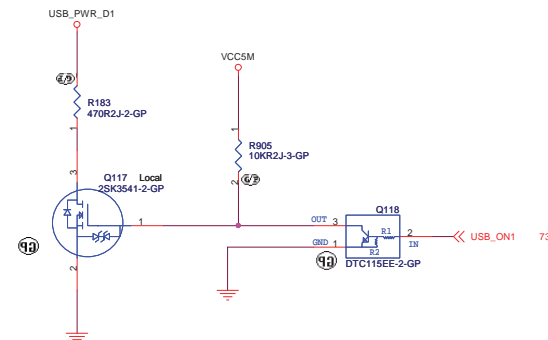 USB_PWR_D1
VCC5M
R183
470R2J-2-GP
1
R905
10KR2J-3-GP
1
2
3
Q117 Local
2SK3541-2-GP
1
2
Q118
OUT 3
GND 1
R1
R2
2
IN
DTC115EE-2-GP
USB_ON1 73